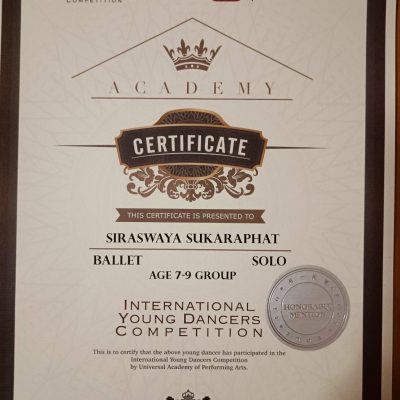 COMPETITION
ACADEMY
CERTIFICATE
THIS CERTIFICATE IS PRESENTED TO
SIRASWAYA SUKARAPHAT
BALLET SOLO
AGE 7-9 GROUP
INTERNATIONAL
YOUNG DANCERS
COMPETITION
HONORABLE
MENTION
This is to certify that the above young dancer has participated in the
International Young Dancers Competition
by Universal Academy of Performing Arts.